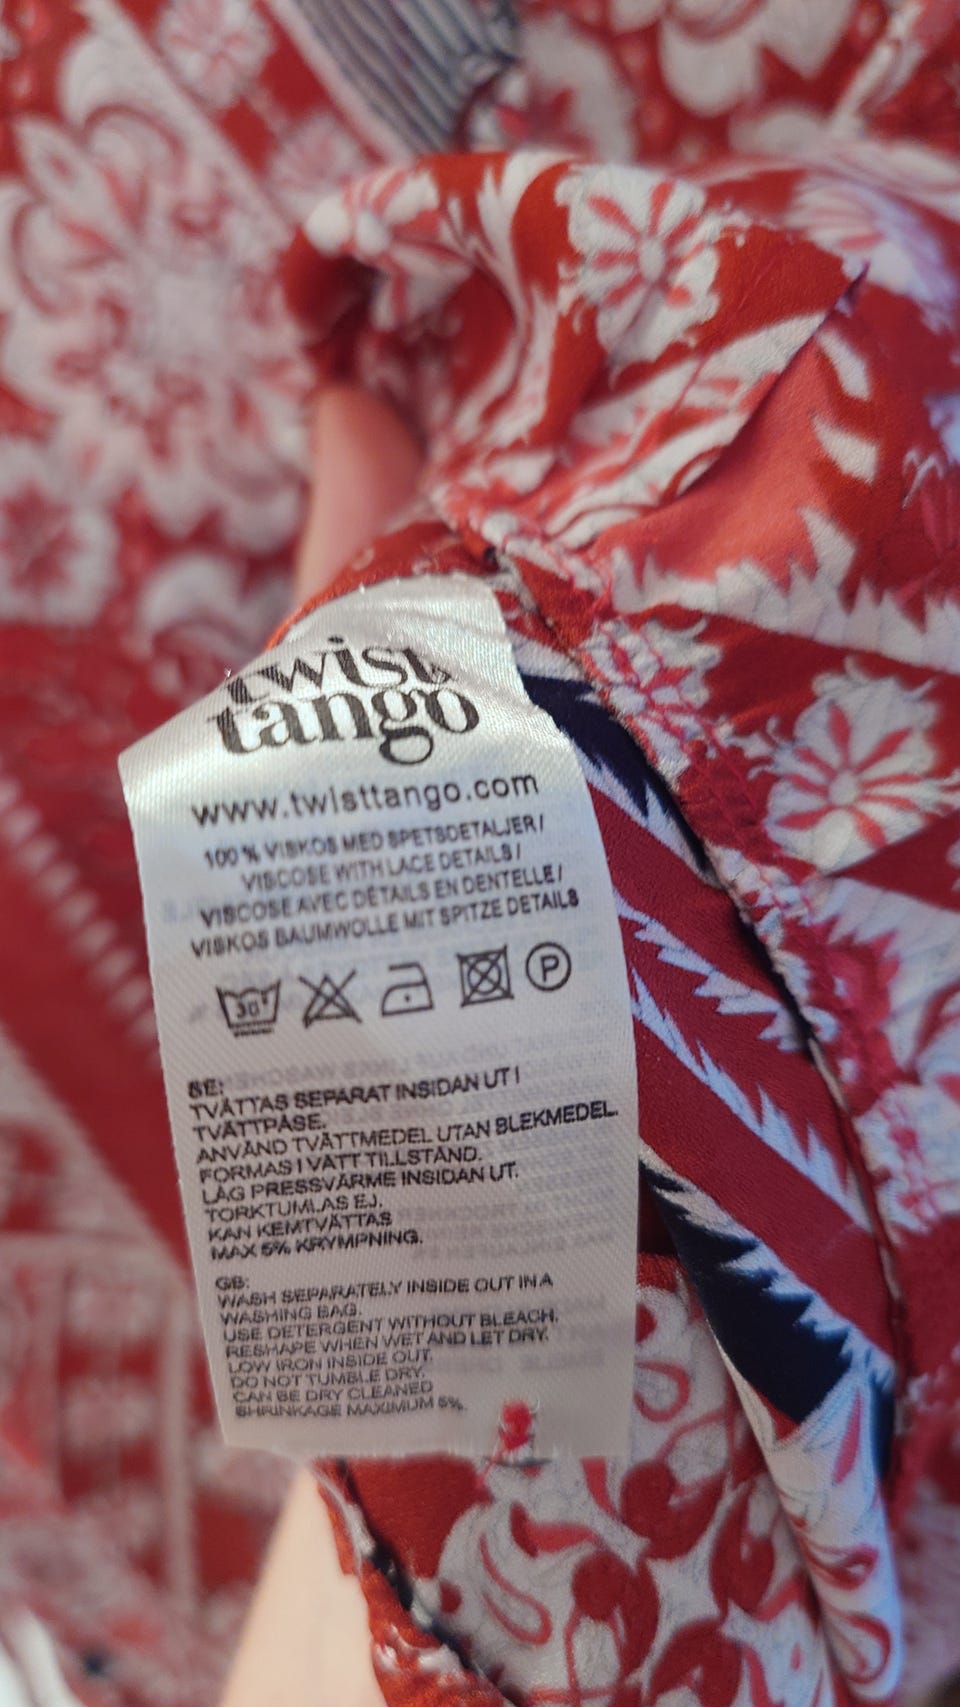 twist
tango
www.twisttango.com
100 % VISKOS MED SPETSDETALJER/
VISCOSE WITH LACE DETAILS/
VISCOSE AVEC DÉTAILS EN DENTELLE/
VISKOS BAUMWOLLE MIT SPITZE DETAILS
30° P
SE:
TVÄTTAS SEPARAT INSIDAN UT I
TVÄTTPÅSE.
ANVÄND TVÄTTMEDEL UTAN BLEKMEDEL.
FORMAS I VÅTT TILLSTÅND.
LÅG PRESSVÄRME INSIDAN UT.
TORKTUMLAS EJ.
KAN KEMTVÄTTAS
MAX 5% KRYMPNING.
GB:
WASH SEPARATELY INSIDE OUT IN A
WASHING BAG.
USE DETERGENT WITHOUT BLEACH.
RESHAPE WHEN WET AND LET DRY.
LOW IRON INSIDE OUT.
DO NOT TUMBLE DRY.
CAN BE DRY CLEANED
SHRINKAGE MAXIMUM 5%.